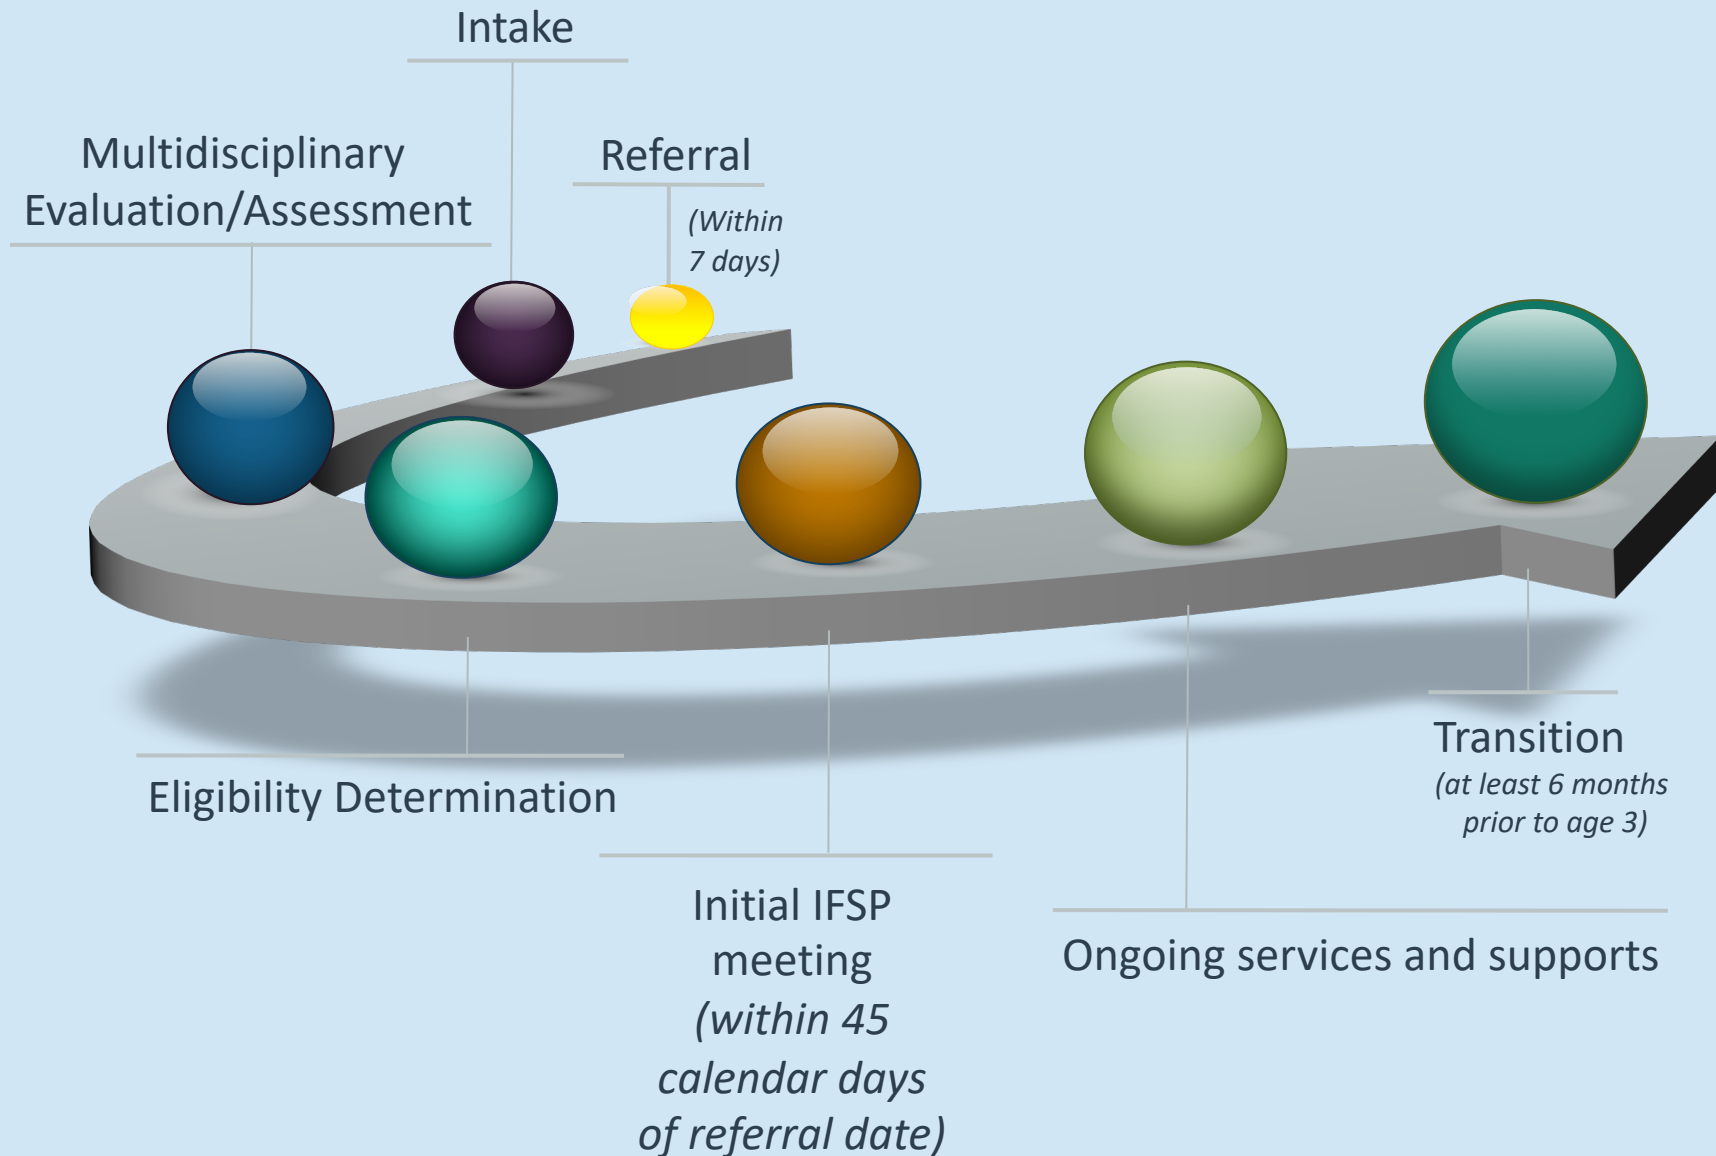 Intake
Multidisciplinary
Evaluation/Assessment
Referral
(Within
7 days)
Eligibility Determination
Initial IFSP
meeting
(within 45
calendar days
of referral date)
Ongoing services and supports
Transition
(at least 6 months
prior to age 3)